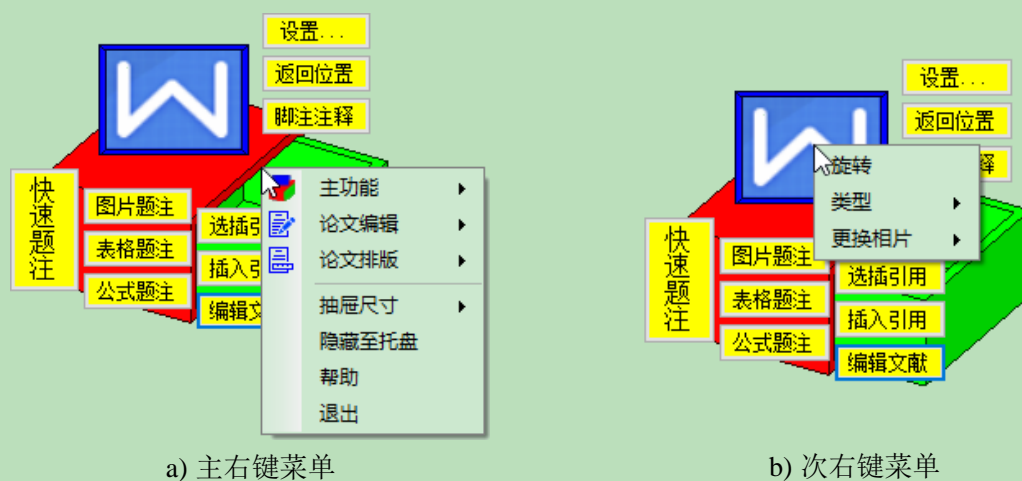 设置...
返回位置
脚注注释
快速题注
图片题注
表格题注
公式题注
选插引
插入引
编辑文
主功能
论文编辑
论文排版
抽屉尺寸
隐藏至托盘
帮助
退出
a) 主右键菜单
设置...
返回位置
释
旋转
类型
更换相片
快速题注
图片题注
表格题注
公式题注
选插引用
插入引用
编辑文献
b) 次右键菜单